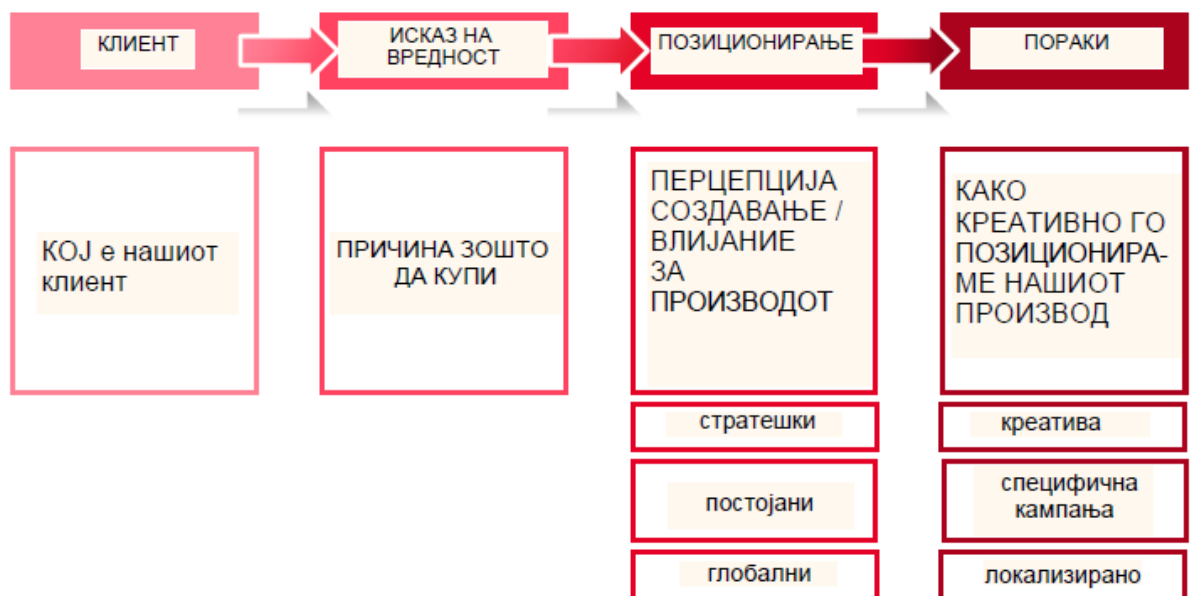 КЛИЕНТ
ИСКАЗ НА
ВРЕДНОСТ
ПОЗИЦИОНИРАЊЕ
ПОРАКИ
КОЈ е нашиот
клиент
ПРИЧИНА ЗОШТО
ДА КУПИ
ПЕРЦЕПЦИЈА
СОЗДАВАЊЕ /
ВЛИЈАНИЕ
ЗА
ПРОИЗВОДОТ
КАКО
КРЕАТИВНО ГО
ПОЗИЦИОНИРА-
МЕ НАШИОТ
ПРОИЗВОД
стратешки
постојани
глобални
креатива
специфична
кампања
локализирано